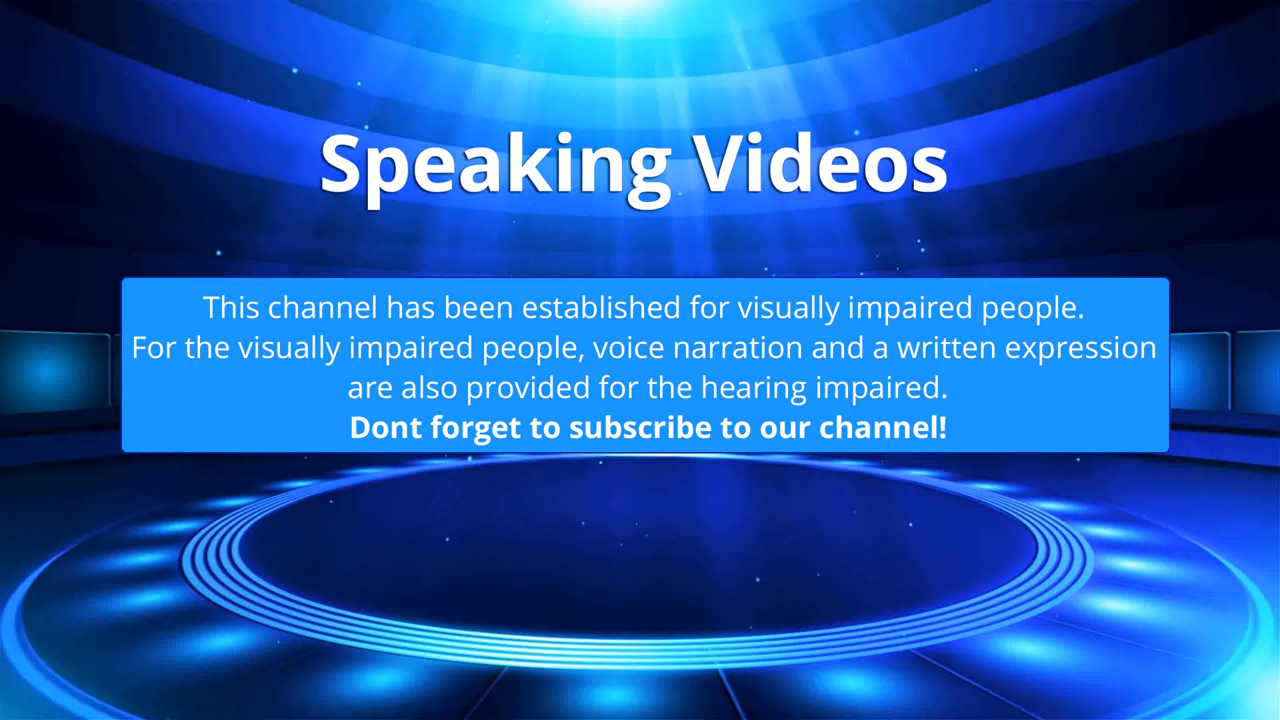 Speaking Videos
This channel has been established for visually impaired people.
For the visually impaired people, voice narration and a written expression
are also provided for the hearing impaired.
Dont forget to subscribe to our channel!